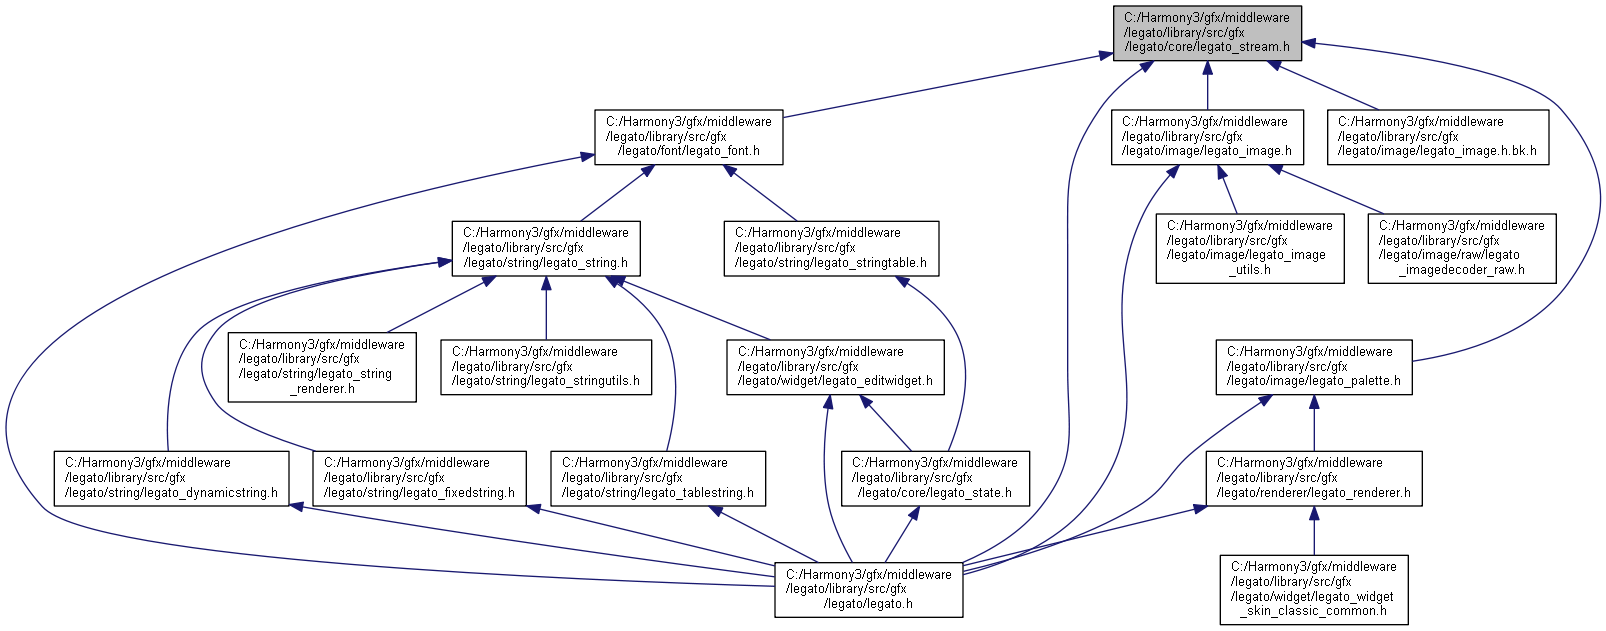 C:/Harmony3/gfx/middleware
/legato/library/src/gfx
/legato/core/legato_stream.h
C:/Harmony3/gfx/middleware
/legato/library/src/gfx
/legato/font/legato_font.h
C:/Harmony3/gfx/middleware
/legato/library/src/gfx
/legato/image/legato_image.h
C:/Harmony3/gfx/middleware
/legato/library/src/gfx
/legato/image/legato_image.h.bk.h
C:/Harmony3/gfx/middleware
/legato/library/src/gfx
/legato/string/legato_string.h
C:/Harmony3/gfx/middleware
/legato/library/src/gfx
/legato/string/legato_stringtable.h
C:/Harmony3/gfx/middleware
/legato/library/src/gfx
/legato/image/legato_image
_utils.h
C:/Harmony3/gfx/middleware
/legato/library/src/gfx
/legato/image/raw/legato
_imagedecoder_raw.h
C:/Harmony3/gfx/middleware
/legato/library/src/gfx
/legato/string/legato_string
_renderer.h
C:/Harmony3/gfx/middleware
/legato/library/src/gfx
/legato/string/legato_stringutils.h
C:/Harmony3/gfx/middleware
/legato/library/src/gfx
/legato/widget/legato_editwidget.h
C:/Harmony3/gfx/middleware
/legato/library/src/gfx
/legato/image/legato_palette.h
C:/Harmony3/gfx/middleware
/legato/library/src/gfx
/legato/string/legato_dynamicstring.h
C:/Harmony3/gfx/middleware
/legato/library/src/gfx
/legato/string/legato_fixedstring.h
C:/Harmony3/gfx/middleware
/legato/library/src/gfx
/legato/string/legato_tablestring.h
C:/Harmony3/gfx/middleware
/legato/library/src/gfx
/legato/core/legato_state.h
C:/Harmony3/gfx/middleware
/legato/library/src/gfx
/legato/renderer/legato_renderer.h
C:/Harmony3/gfx/middleware
/legato/library/src/gfx
/legato/legato.h
C:/Harmony3/gfx/middleware
/legato/library/src/gfx
/legato/widget/legato_widget
_skin_classic_common.h